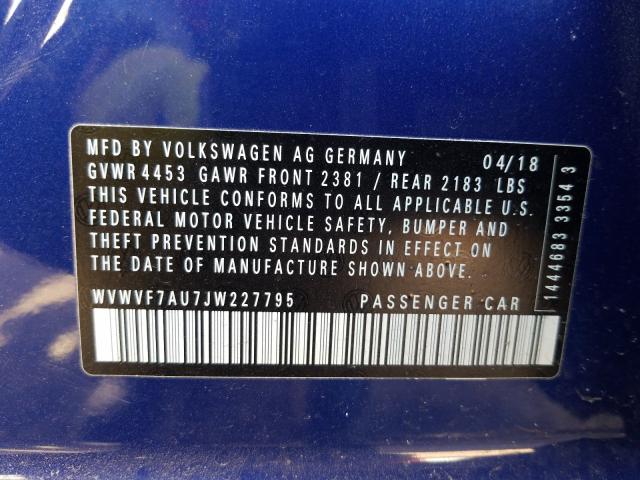 MFD BY VOLKSWAGEN AG GERMANY 04/18
GVWR 4453 GAWR FRONT 2381 / REAR 2183 LBS
THIS VEHICLE CONFORMS TO ALL APPLICABLE U.S.
FEDERAL MOTOR VEHICLE SAFETY, BUMPER AND
THEFT PREVENTION STANDARDS IN EFFECT ON
THE DATE OF MANUFACTURE SHOWN ABOVE.
WVWVF7AU7JW227795 PASSENGER CAR
1444683 3354 3